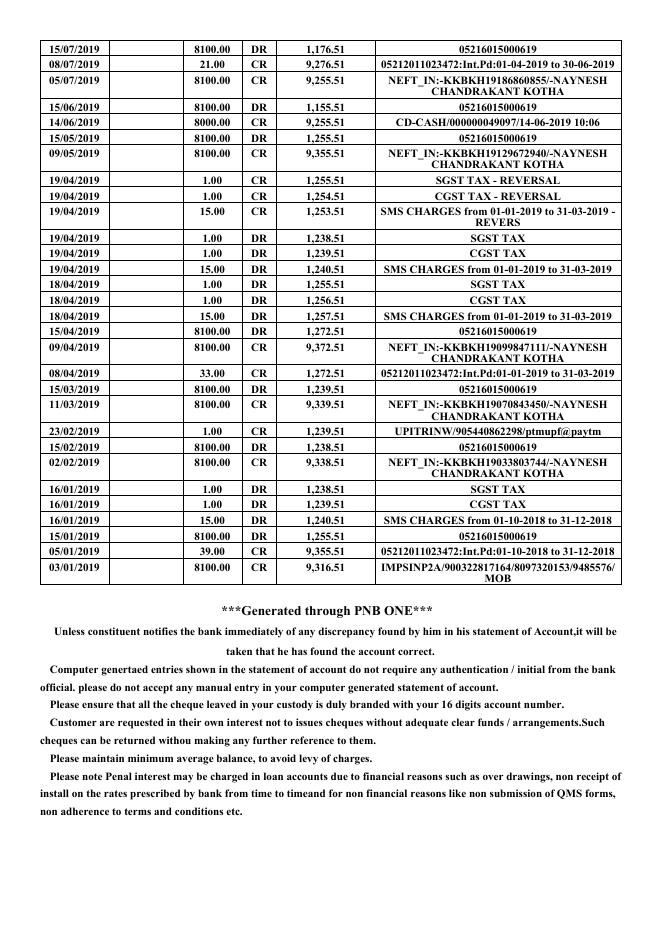 15/07/2019 8100.00 DR 1,176.51 05216015000619
08/07/2019 21.00 CR 9,276.51 05212011023472:Int.Pd:01-04-2019 to 30-06-2019
05/07/2019 8100.00 CR 9,255.51 NEFT_IN:-KKBKH19186860855/-NAYNESH
CHANDRAKANT KOTHA
15/06/2019 8100.00 DR 1,155.51 05216015000619
14/06/2019 8000.00 CR 9,255.51 CD-CASH/000000049097/14-06-2019 10:06
15/05/2019 8100.00 DR 1,255.51 05216015000619
09/05/2019 8100.00 CR 9,355.51 NEFT_IN:-KKBKH19129672940/-NAYNESH
CHANDRAKANT KOTHA
19/04/2019 1.00 CR 1,255.51 SGST TAX - REVERSAL
19/04/2019 1.00 CR 1,254.51 CGST TAX - REVERSAL
19/04/2019 15.00 CR 1,253.51 SMS CHARGES from 01-01-2019 to 31-03-2019 -
REVERS
19/04/2019 1.00 DR 1,238.51 SGST TAX
19/04/2019 1.00 DR 1,239.51 CGST TAX
19/04/2019 15.00 DR 1,240.51 SMS CHARGES from 01-01-2019 to 31-03-2019
18/04/2019 1.00 DR 1,255.51 SGST TAX
18/04/2019 1.00 DR 1,256.51 CGST TAX
18/04/2019 15.00 DR 1,257.51 SMS CHARGES from 01-01-2019 to 31-03-2019
15/04/2019 8100.00 DR 1,272.51 05216015000619
09/04/2019 8100.00 CR 9,372.51 NEFT_IN:-KKBKH19099847111/-NAYNESH
CHANDRAKANT KOTHA
08/04/2019 33.00 CR 1,272.51 05212011023472:Int.Pd:01-01-2019 to 31-03-2019
15/03/2019 8100.00 DR 1,239.51 05216015000619
11/03/2019 8100.00 CR 9,339.51 NEFT_IN:-KKBKH19070843450/-NAYNESH
CHANDRAKANT KOTHA
23/02/2019 1.00 CR 1,239.51 UPITRINW/905440862298/ptmupf@paytm
15/02/2019 8100.00 DR 1,238.51 05216015000619
02/02/2019 8100.00 CR 9,338.51 NEFT_IN:-KKBKH19033803744/-NAYNESH
CHANDRAKANT KOTHA
16/01/2019 1.00 DR 1,238.51 SGST TAX
16/01/2019 1.00 DR 1,239.51 CGST TAX
16/01/2019 15.00 DR 1,240.51 SMS CHARGES from 01-10-2018 to 31-12-2018
15/01/2019 8100.00 DR 1,255.51 05216015000619
05/01/2019 39.00 CR 9,355.51 05212011023472:Int.Pd:01-10-2018 to 31-12-2018
03/01/2019 8100.00 CR 9,316.51 IMPSINP2A/900322817164/8097320153/9485576/
MOB
***Generated through PNB ONE***
Unless constituent notifies the bank immediately of any discrepancy found by him in his statement of Account,it will be
taken that he has found the account correct.
Computer genertaed entries shown in the statement of account do not require any authentication / initial from the bank
official. please do not accept any manual entry in your computer generated statement of account.
Please ensure that all the cheque leaved in your custody is duly branded with your 16 digits account number.
Customer are requested in their own interest not to issues cheques without adequate clear funds / arrangements.Such
cheques can be returned withou making any further reference to them.
Please maintain minimum average balance, to avoid levy of charges.
Please note Penal interest may be charged in loan accounts due to financial reasons such as over drawings, non receipt of
install on the rates prescribed by bank from time to timeand for non financial reasons like non submission of QMS forms,
non adherence to terms and conditions etc.